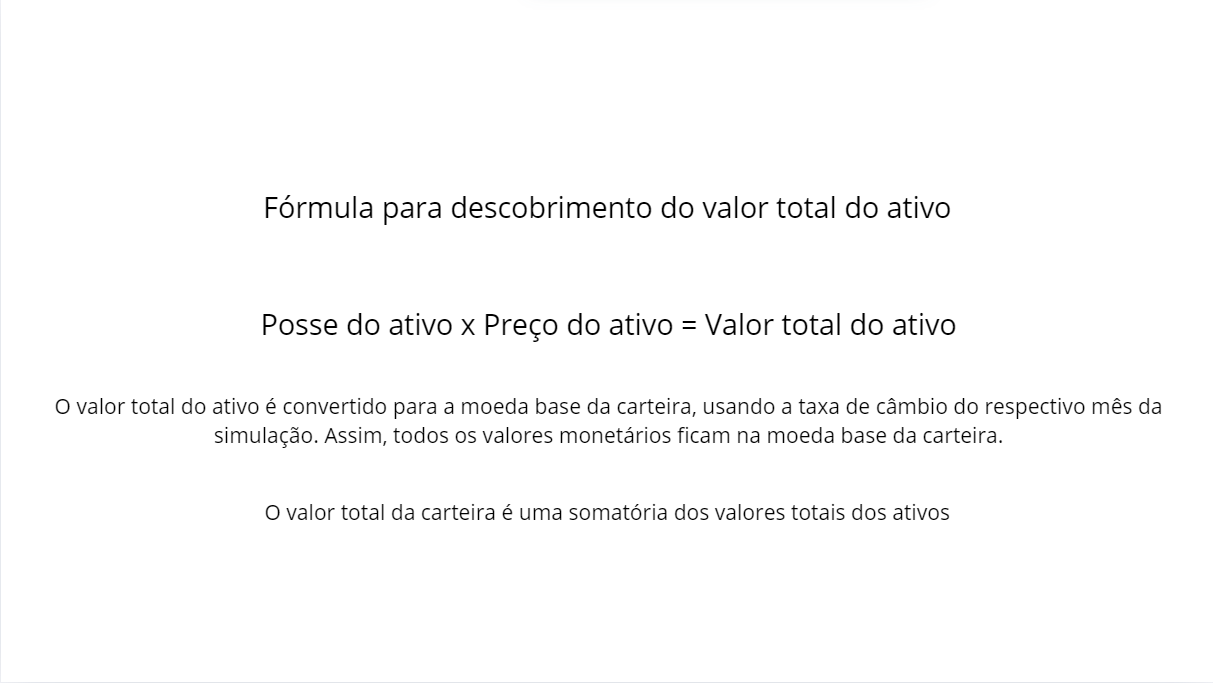 Fórmula para descobrimento do valor total do ativo
Posse do ativo x Preço do ativo = Valor total do ativo
O valor total do ativo é convertido para a moeda base da carteira, usando a taxa de câmbio do respectivo mês da
simulação. Assim, todos os valores monetários ficam na moeda base da carteira.
O valor total da carteira é uma somatória dos valores totais dos ativos